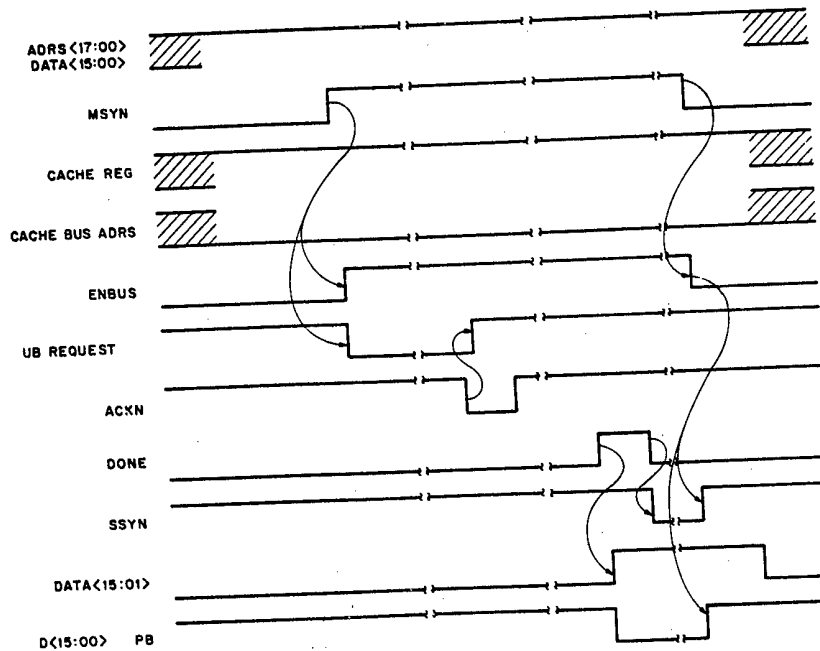 ADRS<17:00>
DATA<15:00>
MSYN
CACHE REG
CACHE BUS ADRS
ENBUS
UB REQUEST
ACKN
DONE
SSYN
DATA<15:01>
D<15:00> PB